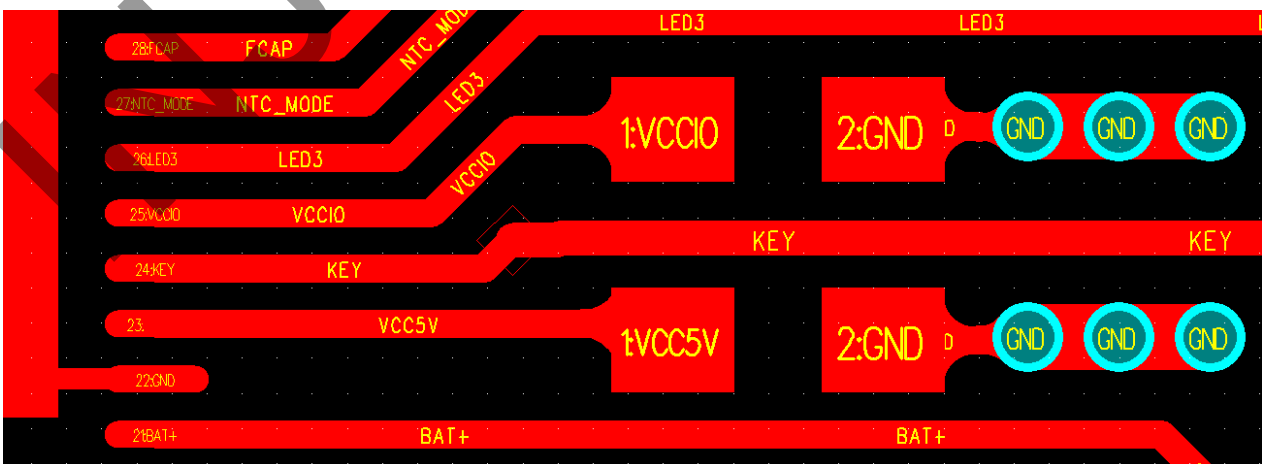 LED3 LED3
28:FCAP FCAP NTC_MOD
27:NTC_MODE NTC_MODE LED3
1:VCCIO 2:GND D GND GND GND
26:LED3 LED3 VCCIO
25:VCCIO VCCIO
KEY KEY
24:KEY KEY
23: VCC5V
1:VCC5V 2:GND D GND GND GND
22:GND
21:BAT+ BAT+ BAT+